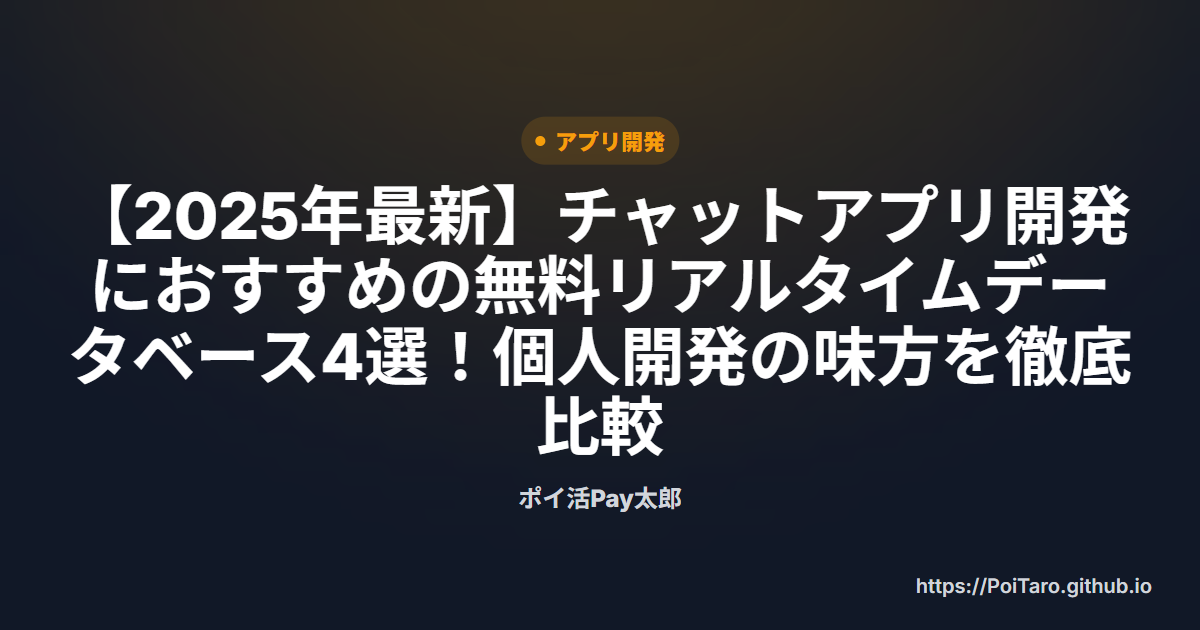 アプリ開発
【2025年最新】チャットアプリ開発
におすすめの無料リアルタイムデー
タベース4選！個人開発の味方を徹底
比較
ポイ活Pay太郎
https://PoiTaro.github.io